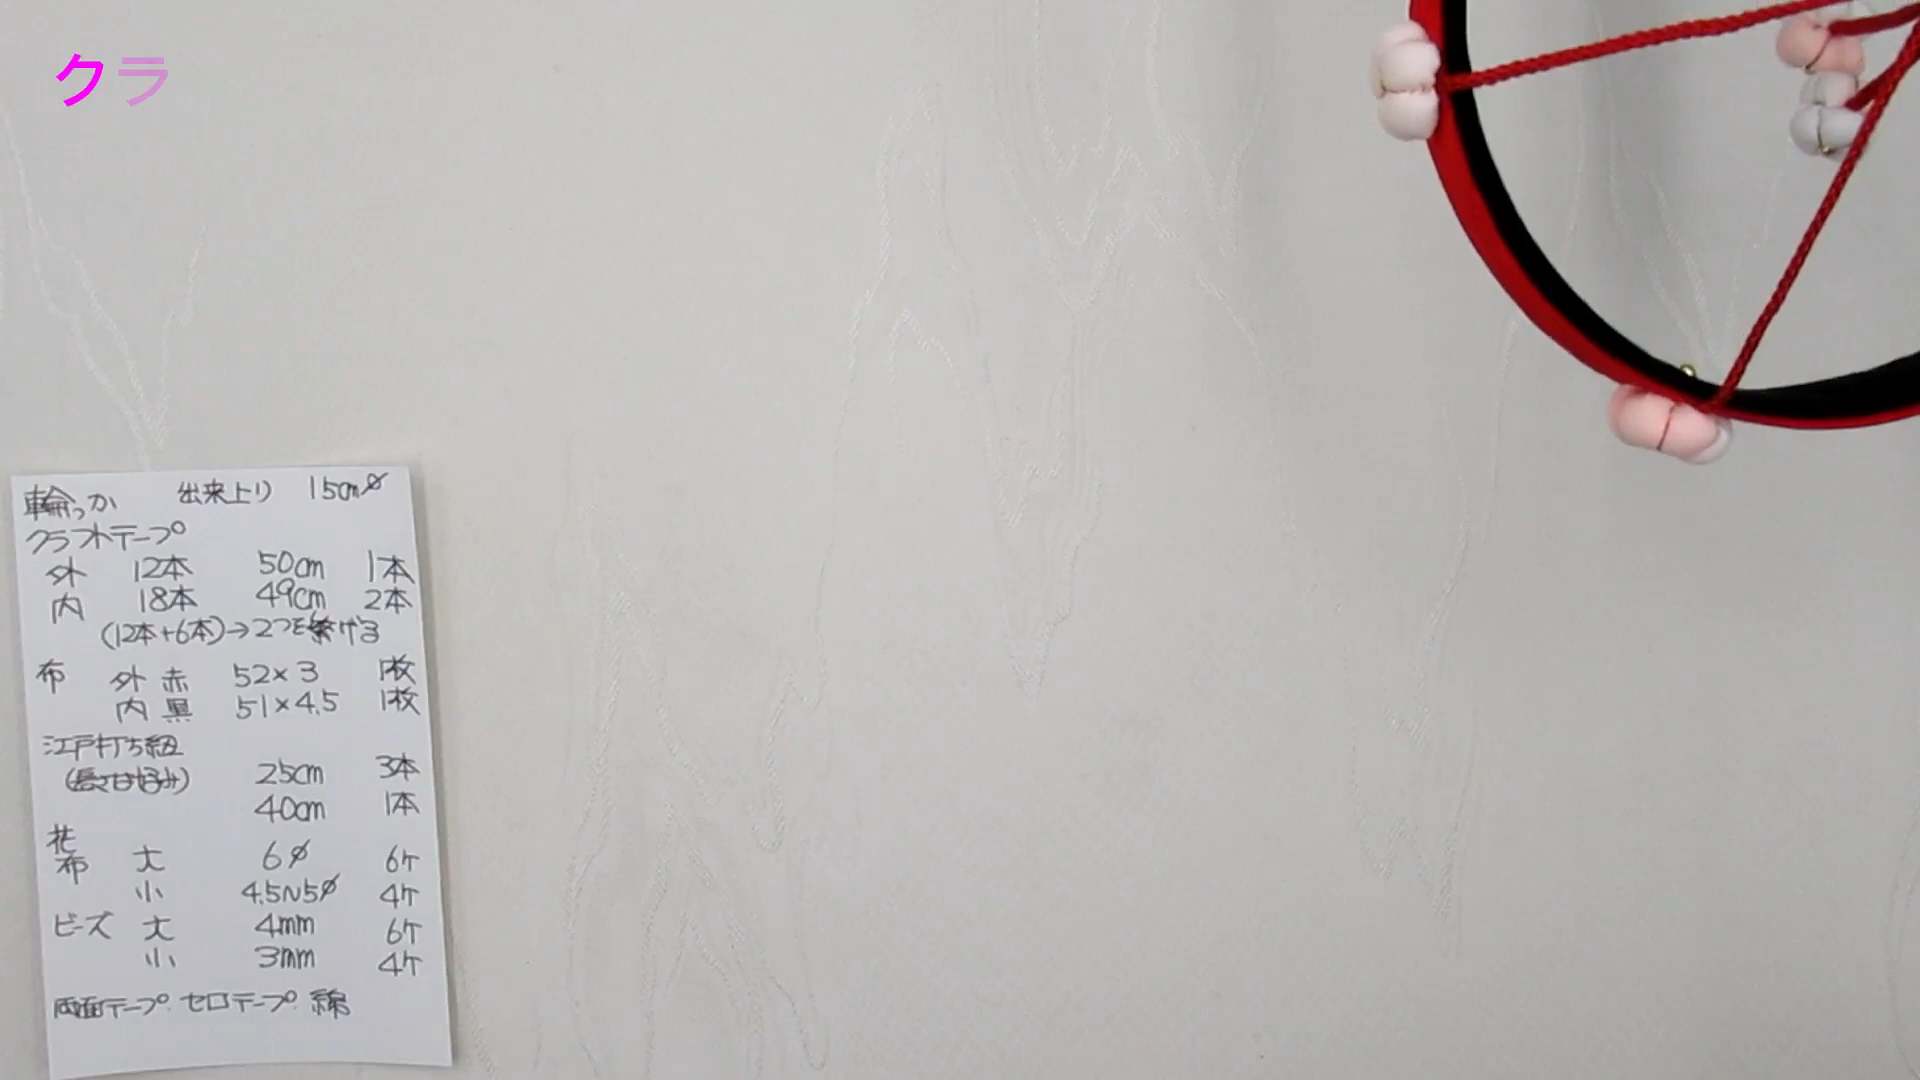 クラ
輪っか 出来上り 15cmφ
クラフトテープ
外 12本 50cm 1本
内 18本 49cm 2本
(12本+6本)→2つを繋げる
布 外 赤 52×3 1枚
内 黒 51×4.5 1枚
江戸打ち紐
(長さは好み) 25cm 3本
40cm 1本
花
布 大 6φ 6ケ
小 4.5~5φ 4ケ
ビーズ 大 4mm 6ケ
小 3mm 4ケ
両面テープ.セロテープ.綿